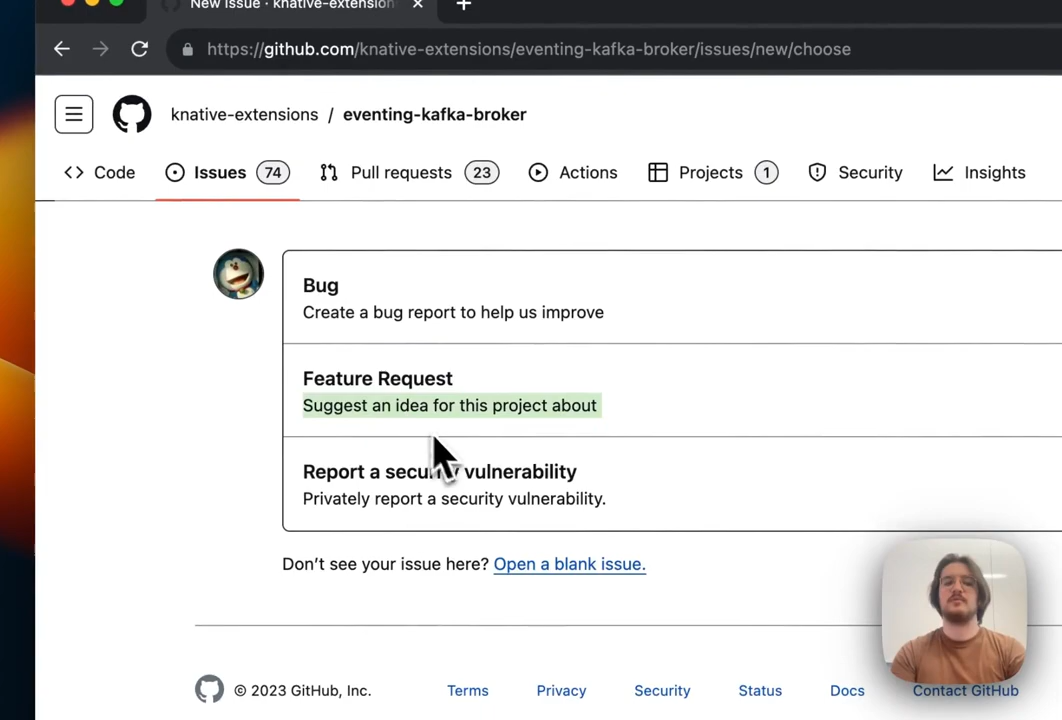 New Issue · knative-extension
https://github.com/knative-extensions/eventing-kafka-broker/issues/new/choose
knative-extensions / eventing-kafka-broker
Code Issues 74 Pull requests 23 Actions Projects 1 Security Insights
Bug
Create a bug report to help us improve
Feature Request
Suggest an idea for this project about
Report a security vulnerability
Privately report a security vulnerability.
Don't see your issue here? Open a blank issue.
© 2023 GitHub, Inc. Terms Privacy Security Status Docs Contact GitHub